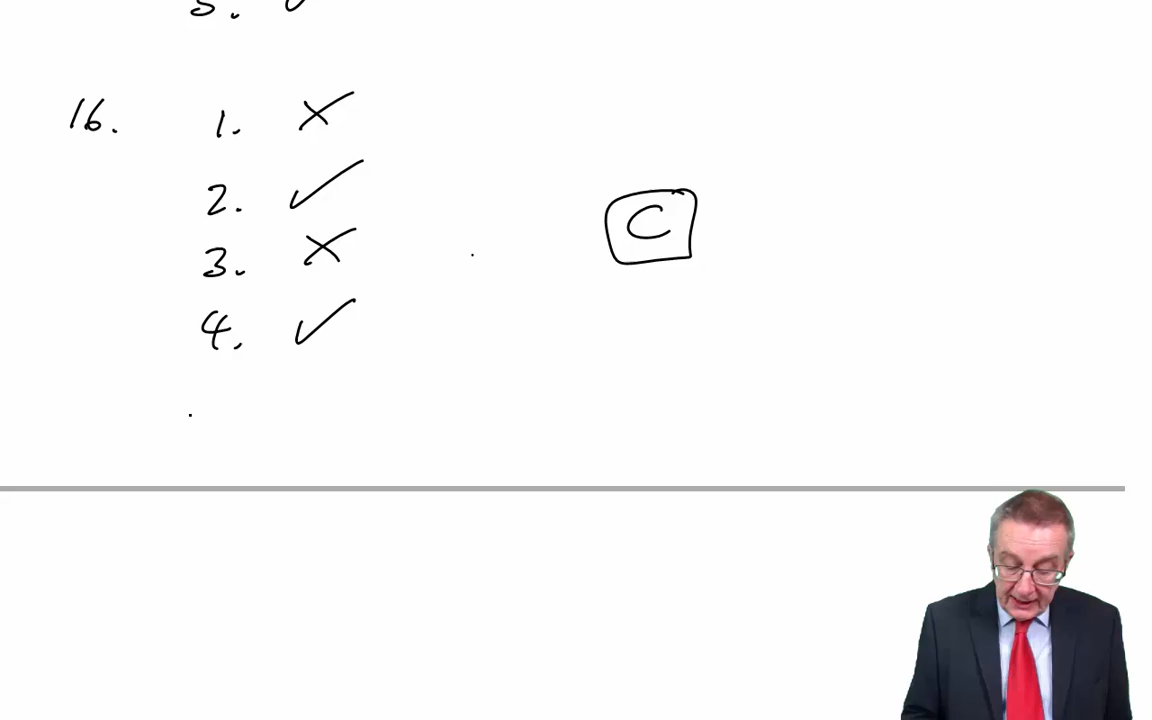 16. 1. ✗
2. ✓
3. ✗
C
4. ✓